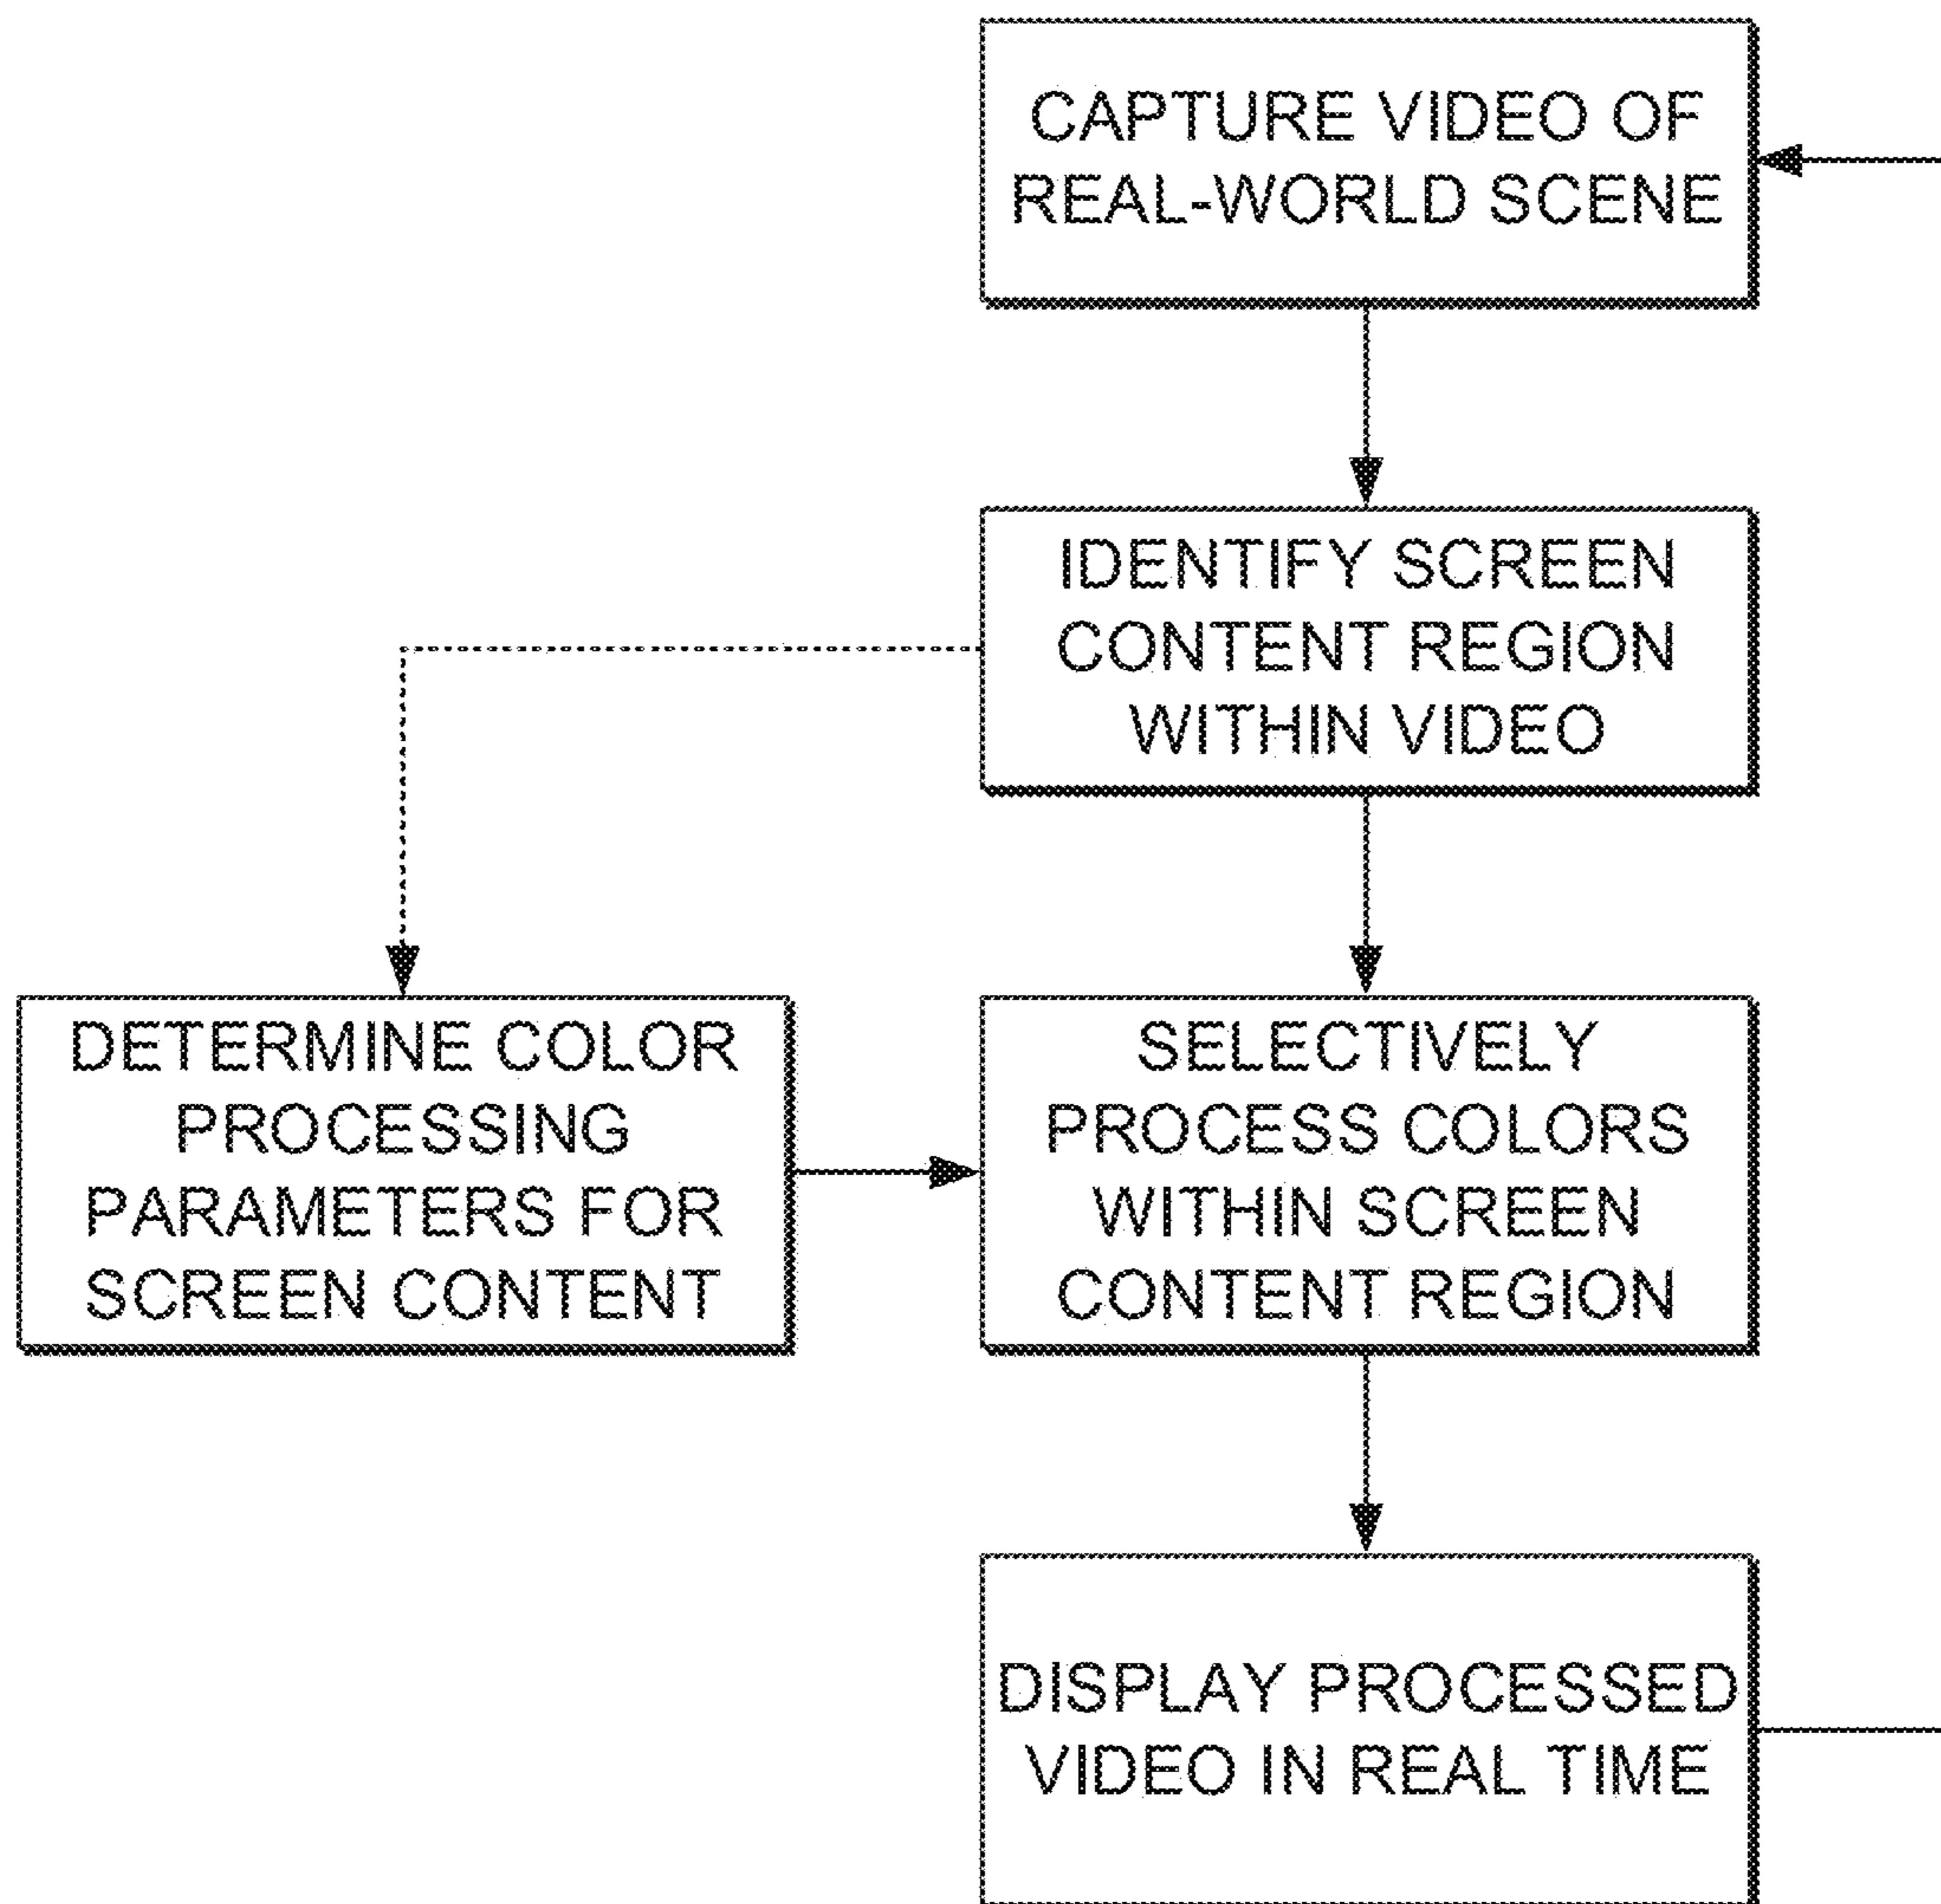 CAPTURE VIDEO OF
REAL-WORLD SCENE
IDENTIFY SCREEN
CONTENT REGION
WITHIN VIDEO
DETERMINE COLOR
PROCESSING
PARAMETERS FOR
SCREEN CONTENT
SELECTIVELY
PROCESS COLORS
WITHIN SCREEN
CONTENT REGION
DISPLAY PROCESSED
VIDEO IN REAL TIME